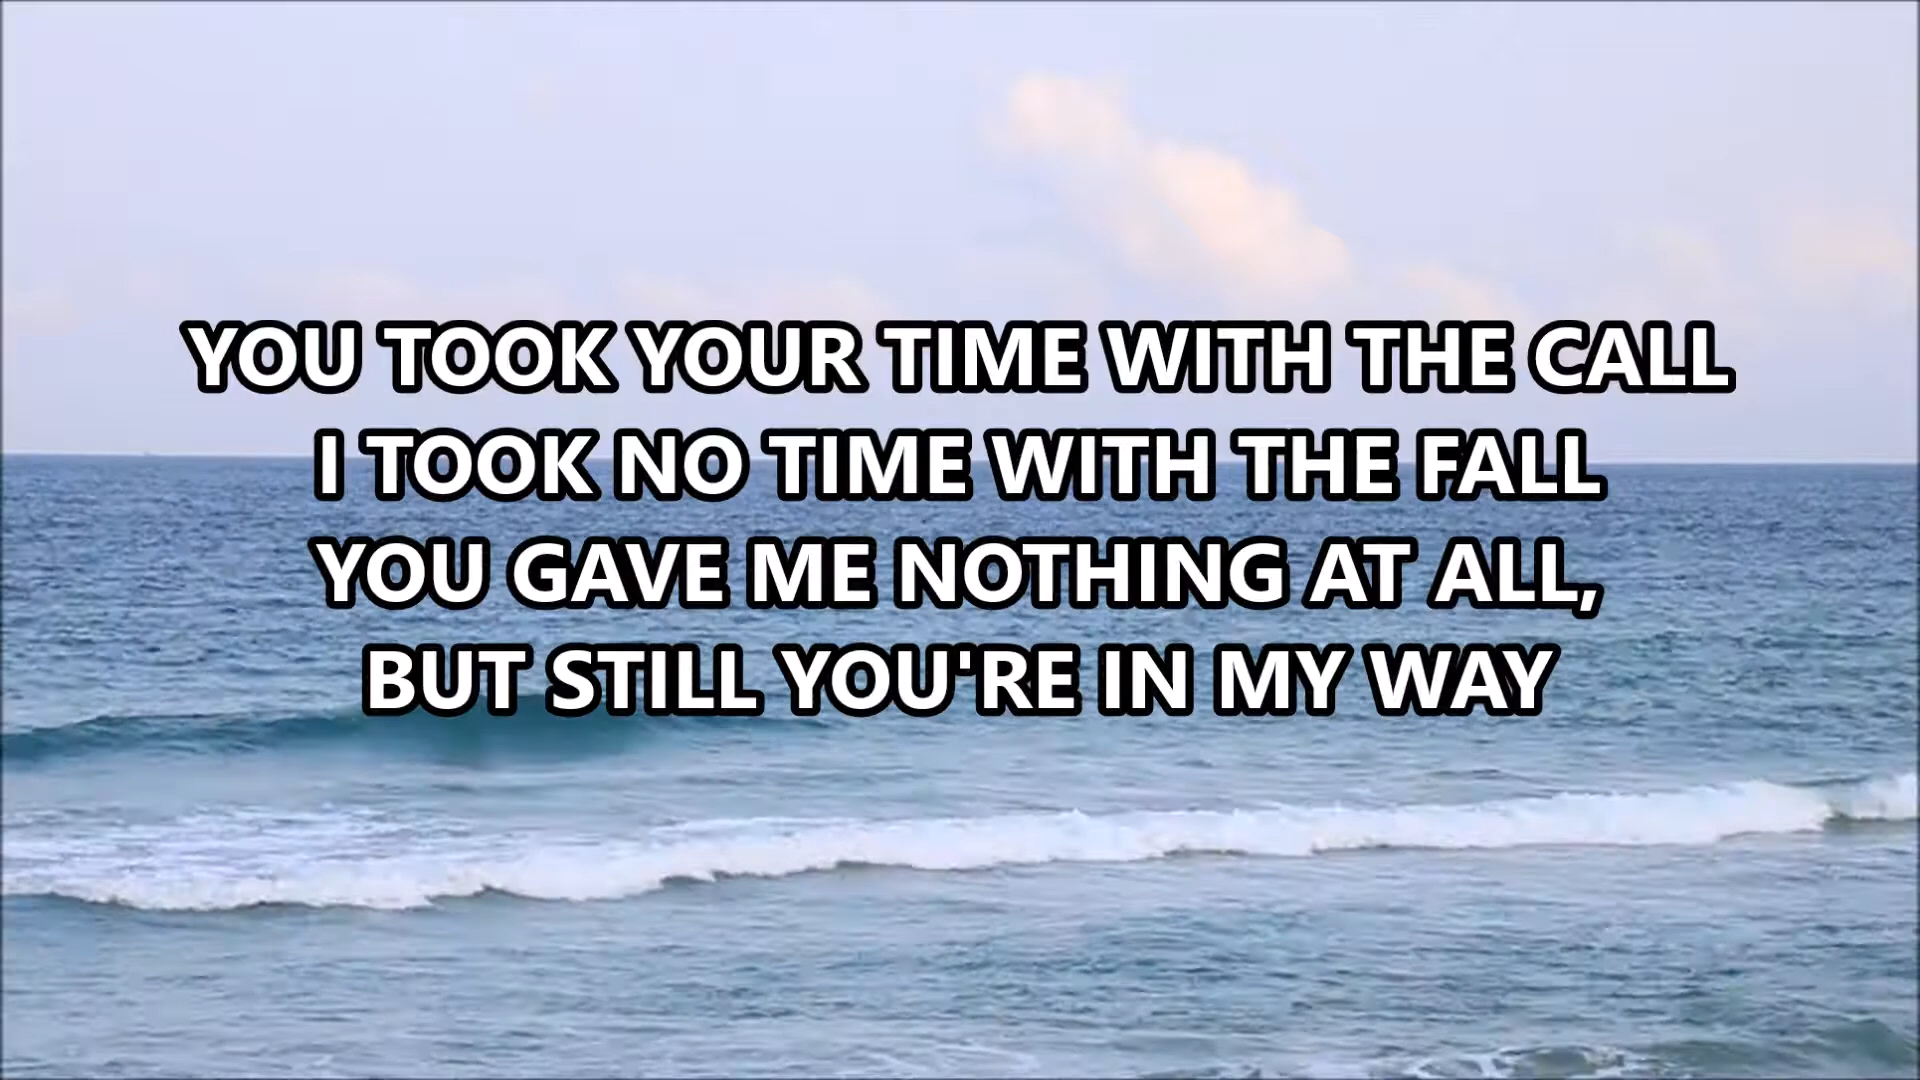 YOU TOOK YOUR TIME WITH THE CALL
I TOOK NO TIME WITH THE FALL
YOU GAVE ME NOTHING AT ALL,
BUT STILL YOU'RE IN MY WAY